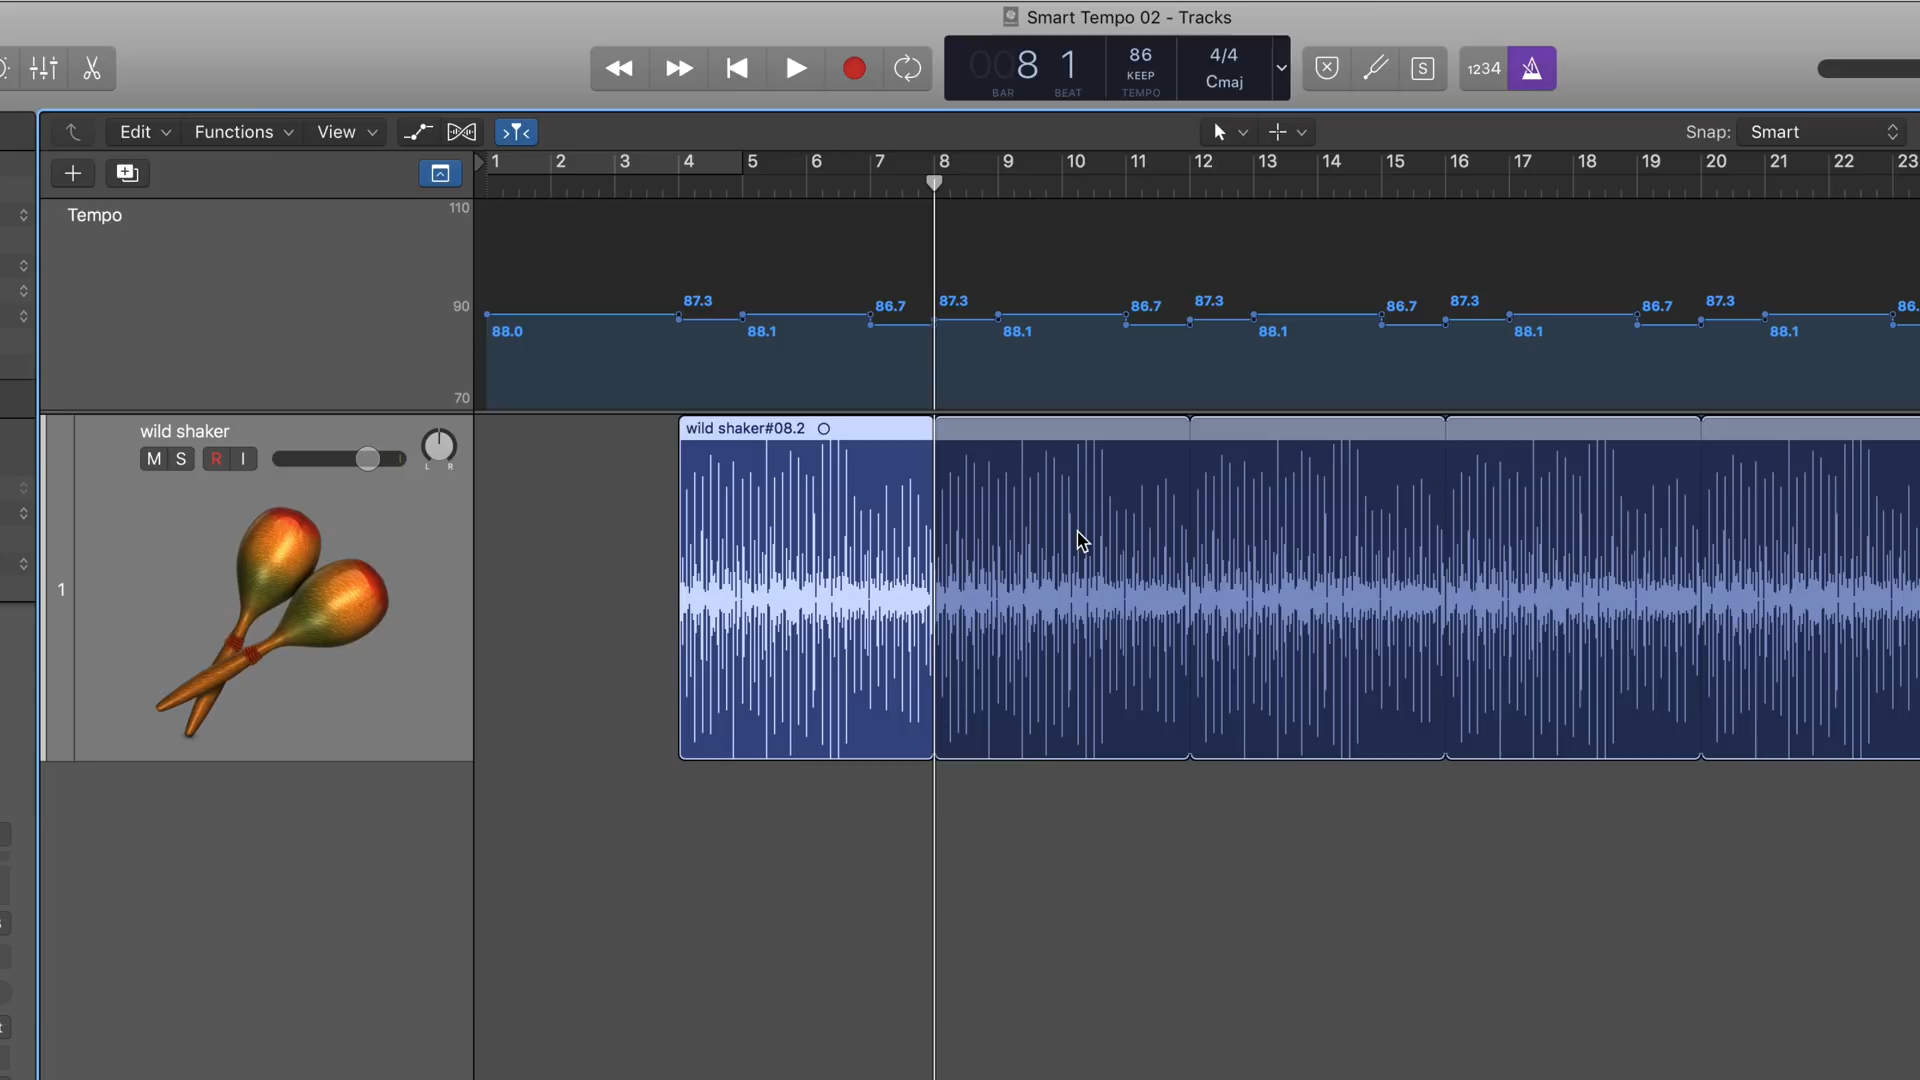 Smart Tempo 02 - Tracks
008 1
BAR BEAT
86
KEEP
TEMPO
4/4
Cmaj
S
1234
Edit Functions View
Snap: Smart
1 2 3 4 5 6 7 8 9 10 11 12 13 14 15 16 17 18 19 20 21 22 23
Tempo
110
90
70
87.3 86.7 87.3 86.7 87.3 86.7 87.3 86.7 87.3 86.
88.0 88.1 88.1 88.1 88.1 88.1
wild shaker
M S R I
L R
1
wild shaker#08.2